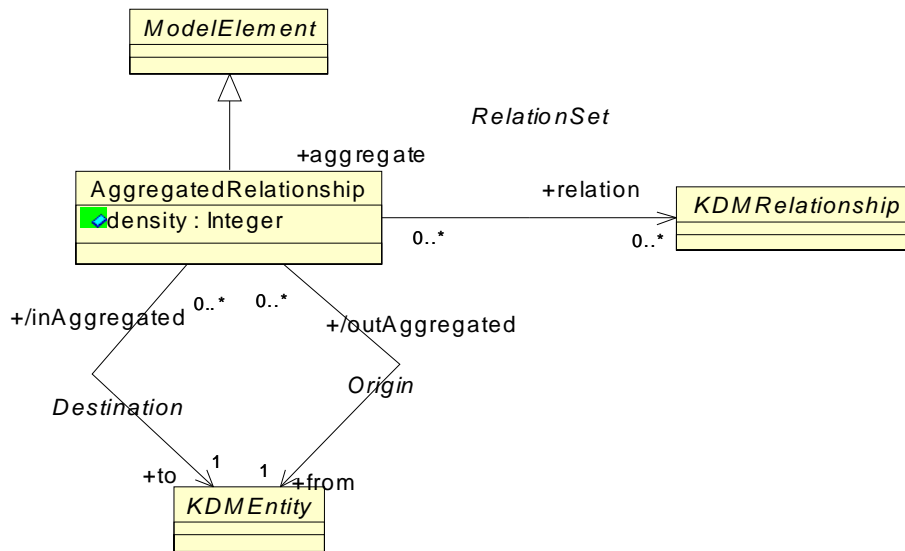 ModelElement
RelationSet
+aggregate
AggregatedRelationship
+relation
KDMRelationship
density : Integer
0..*
0..*
0..*
0..*
+/inAggregated
+/outAggregated
Origin
Destination
1
1
+to
+from
KDMEntity